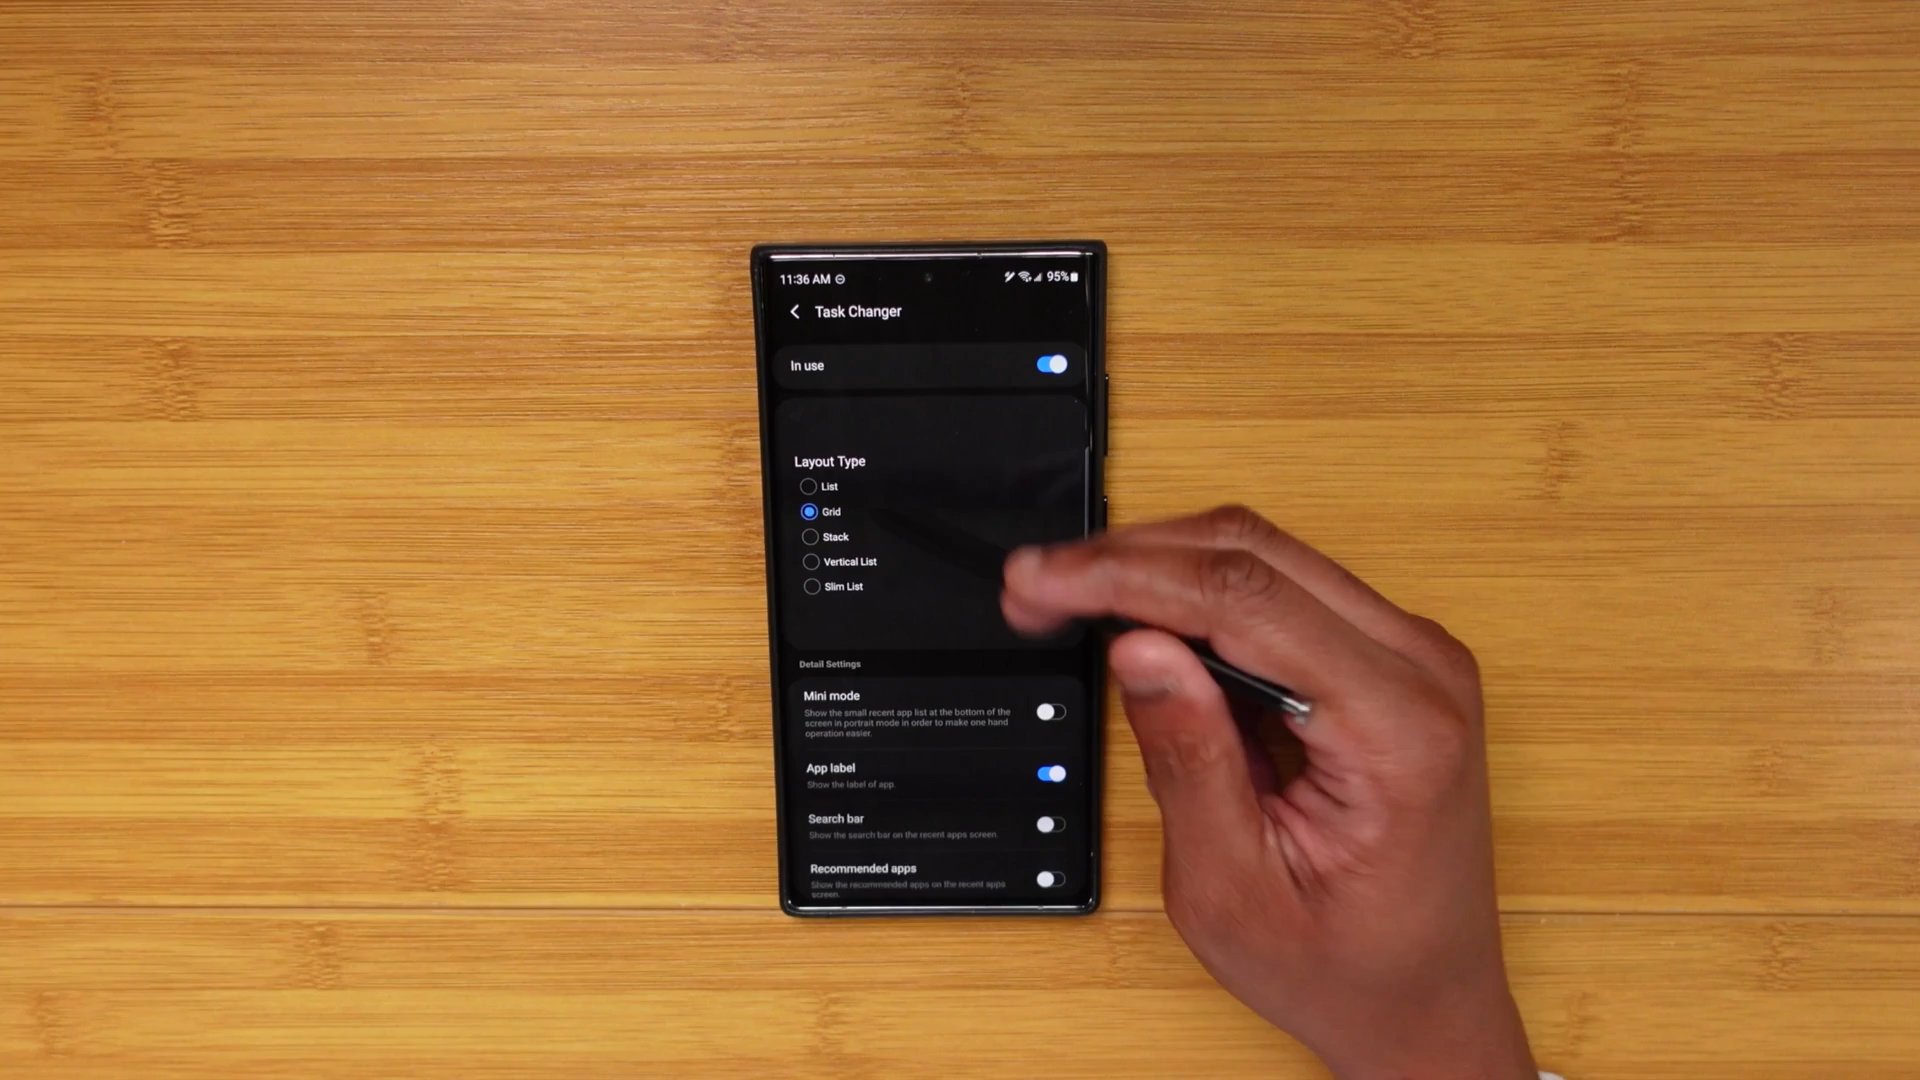 11:36 AM 95%
Task Changer
In use
Layout Type
List
Grid
Stack
Vertical List
Slim List
Detail Settings
Mini mode
Show the small recent app list at the bottom of the
screen in portrait mode in order to make one hand
operation easier.
App label
Show the label of app.
Search bar
Show the search bar on the recent apps screen.
Recommended apps
Show the recommended apps on the recent apps
screen.